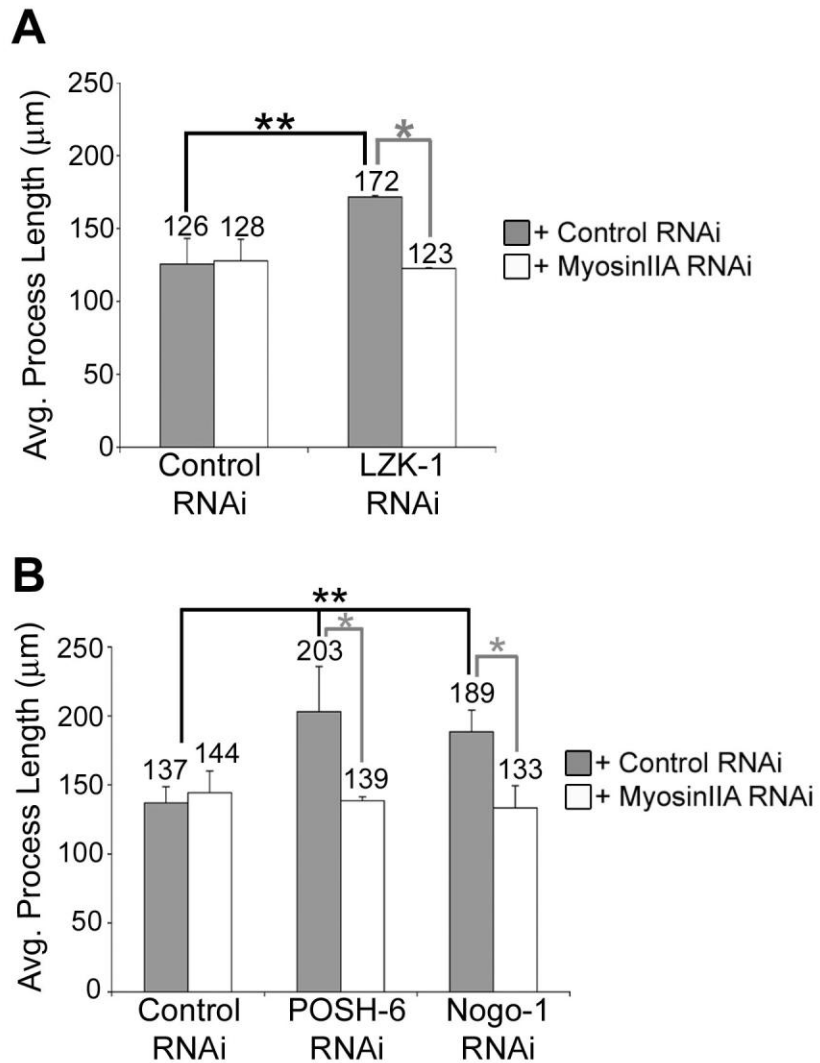 A
Avg. Process Length (µm)
250
200
150
100
50
0
**
*
126
128
172
123
Control
RNAi
LZK-1
RNAi
+ Control RNAi
+ MyosinIIA RNAi
B
Avg. Process Length (µm)
250
200
150
100
50
0
**
*
*
137
144
203
139
189
133
Control
RNAi
POSH-6
RNAi
Nogo-1
RNAi
+ Control RNAi
+ MyosinIIA RNAi